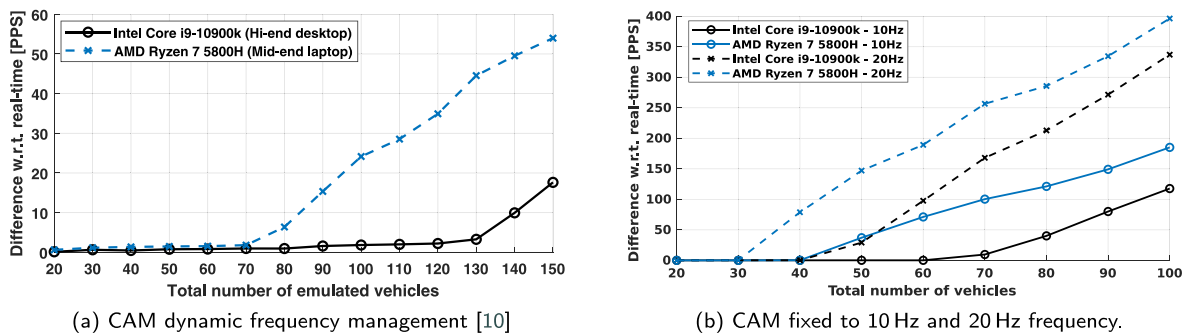 Difference w.r.t. real-time [PPS]
60
50
40
30
20
10
0
Intel Core i9-10900k (Hi-end desktop)
AMD Ryzen 7 5800H (Mid-end laptop)
20 30 40 50 60 70 80 90 100 110 120 130 140 150
Total number of emulated vehicles
(a) CAM dynamic frequency management [10]
Difference w.r.t. real-time [PPS]
400
350
300
250
200
150
100
50
0
Intel Core i9-10900k - 10Hz
AMD Ryzen 7 5800H - 10Hz
Intel Core i9-10900k - 20Hz
AMD Ryzen 7 5800H - 20Hz
20 30 40 50 60 70 80 90 100
Total number of vehicles
(b) CAM fixed to 10 Hz and 20 Hz frequency.